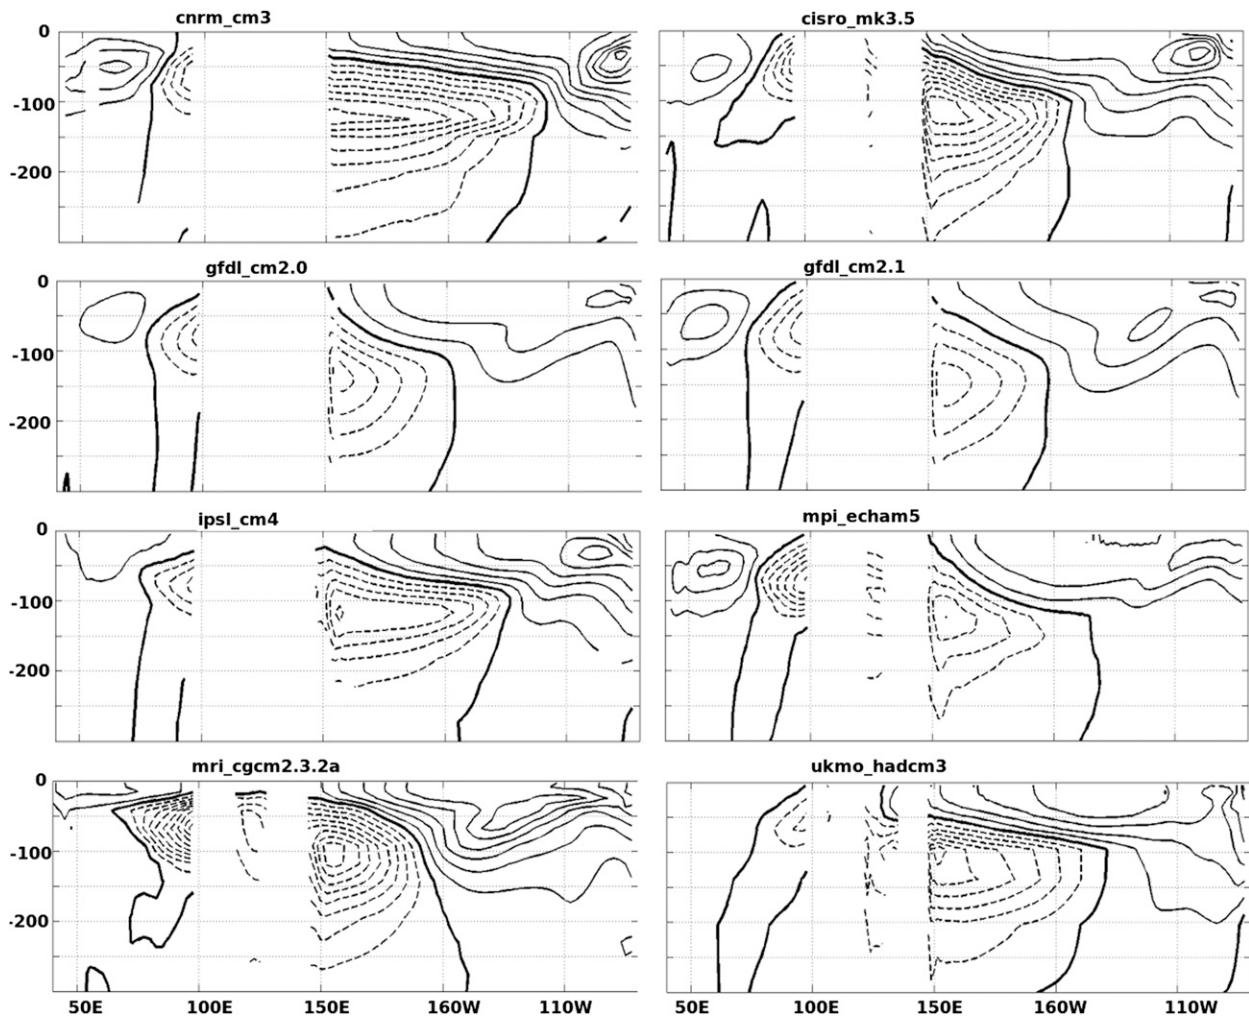 cnrm_cm3
cisro_mk3.5
0
-100
-200
gfdl_cm2.0
gfdl_cm2.1
0
-100
-200
ipsl_cm4
mpi_echam5
0
-100
-200
mri_cgcm2.3.2a
ukmo_hadcm3
0
-100
-200
50E 100E 150E 160W 110W
50E 100E 150E 160W 110W